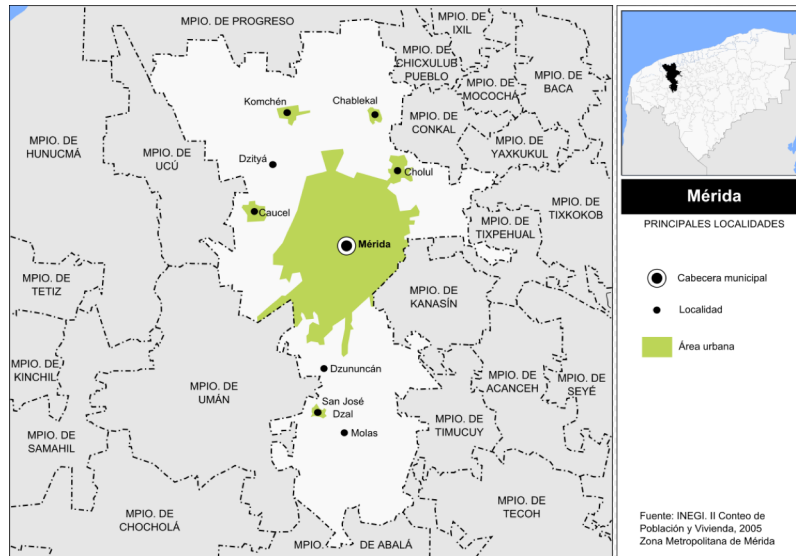 MPIO. DE PROGRESO
MPIO. DE
IXIL
MPIO. DE
CHICXULUB
PUEBLO
MPIO. DE
MOCOCHÁ
MPIO. DE
BACA
Komchén
Chablekal
MPIO. DE
CONKAL
MPIO. DE
HUNUCMÁ
MPIO. DE
UCÚ
Dzityá
MPIO. DE
YAXKUKUL
Cholul
Caucel
MPIO. DE
TIXKOKOB
MPIO. DE
TIXPEHUAL
Mérida
MPIO. DE
TETIZ
MPIO. DE
KANASÍN
MPIO. DE
KINCHIL
Dzununcán
MPIO. DE
UMÁN
MPIO. DE
ACANCEH
MPIO. DE
SEYÉ
San José
Dzal
MPIO. DE
SAMAHIL
Molas
MPIO. DE
TIMUCUY
MPIO. DE
CHOCHOLÁ
MPIO. DE
TECOH
MPIO. DE ABALÁ
Mérida
PRINCIPALES LOCALIDADES
Cabecera municipal
Localidad
Área urbana
Fuente: INEGI. II Conteo de
Población y Vivienda, 2005
Zona Metropolitana de Mérida